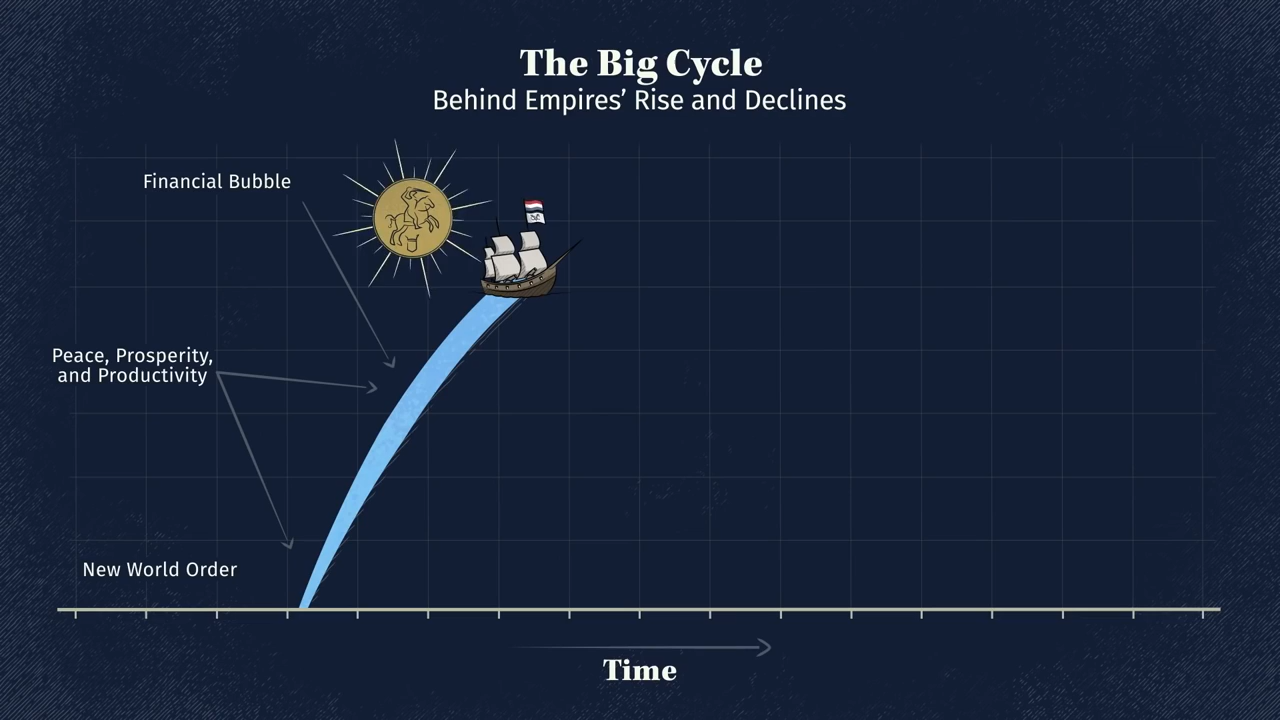 The Big Cycle
Behind Empires’ Rise and Declines
Financial Bubble
Peace, Prosperity,
and Productivity
New World Order
Time